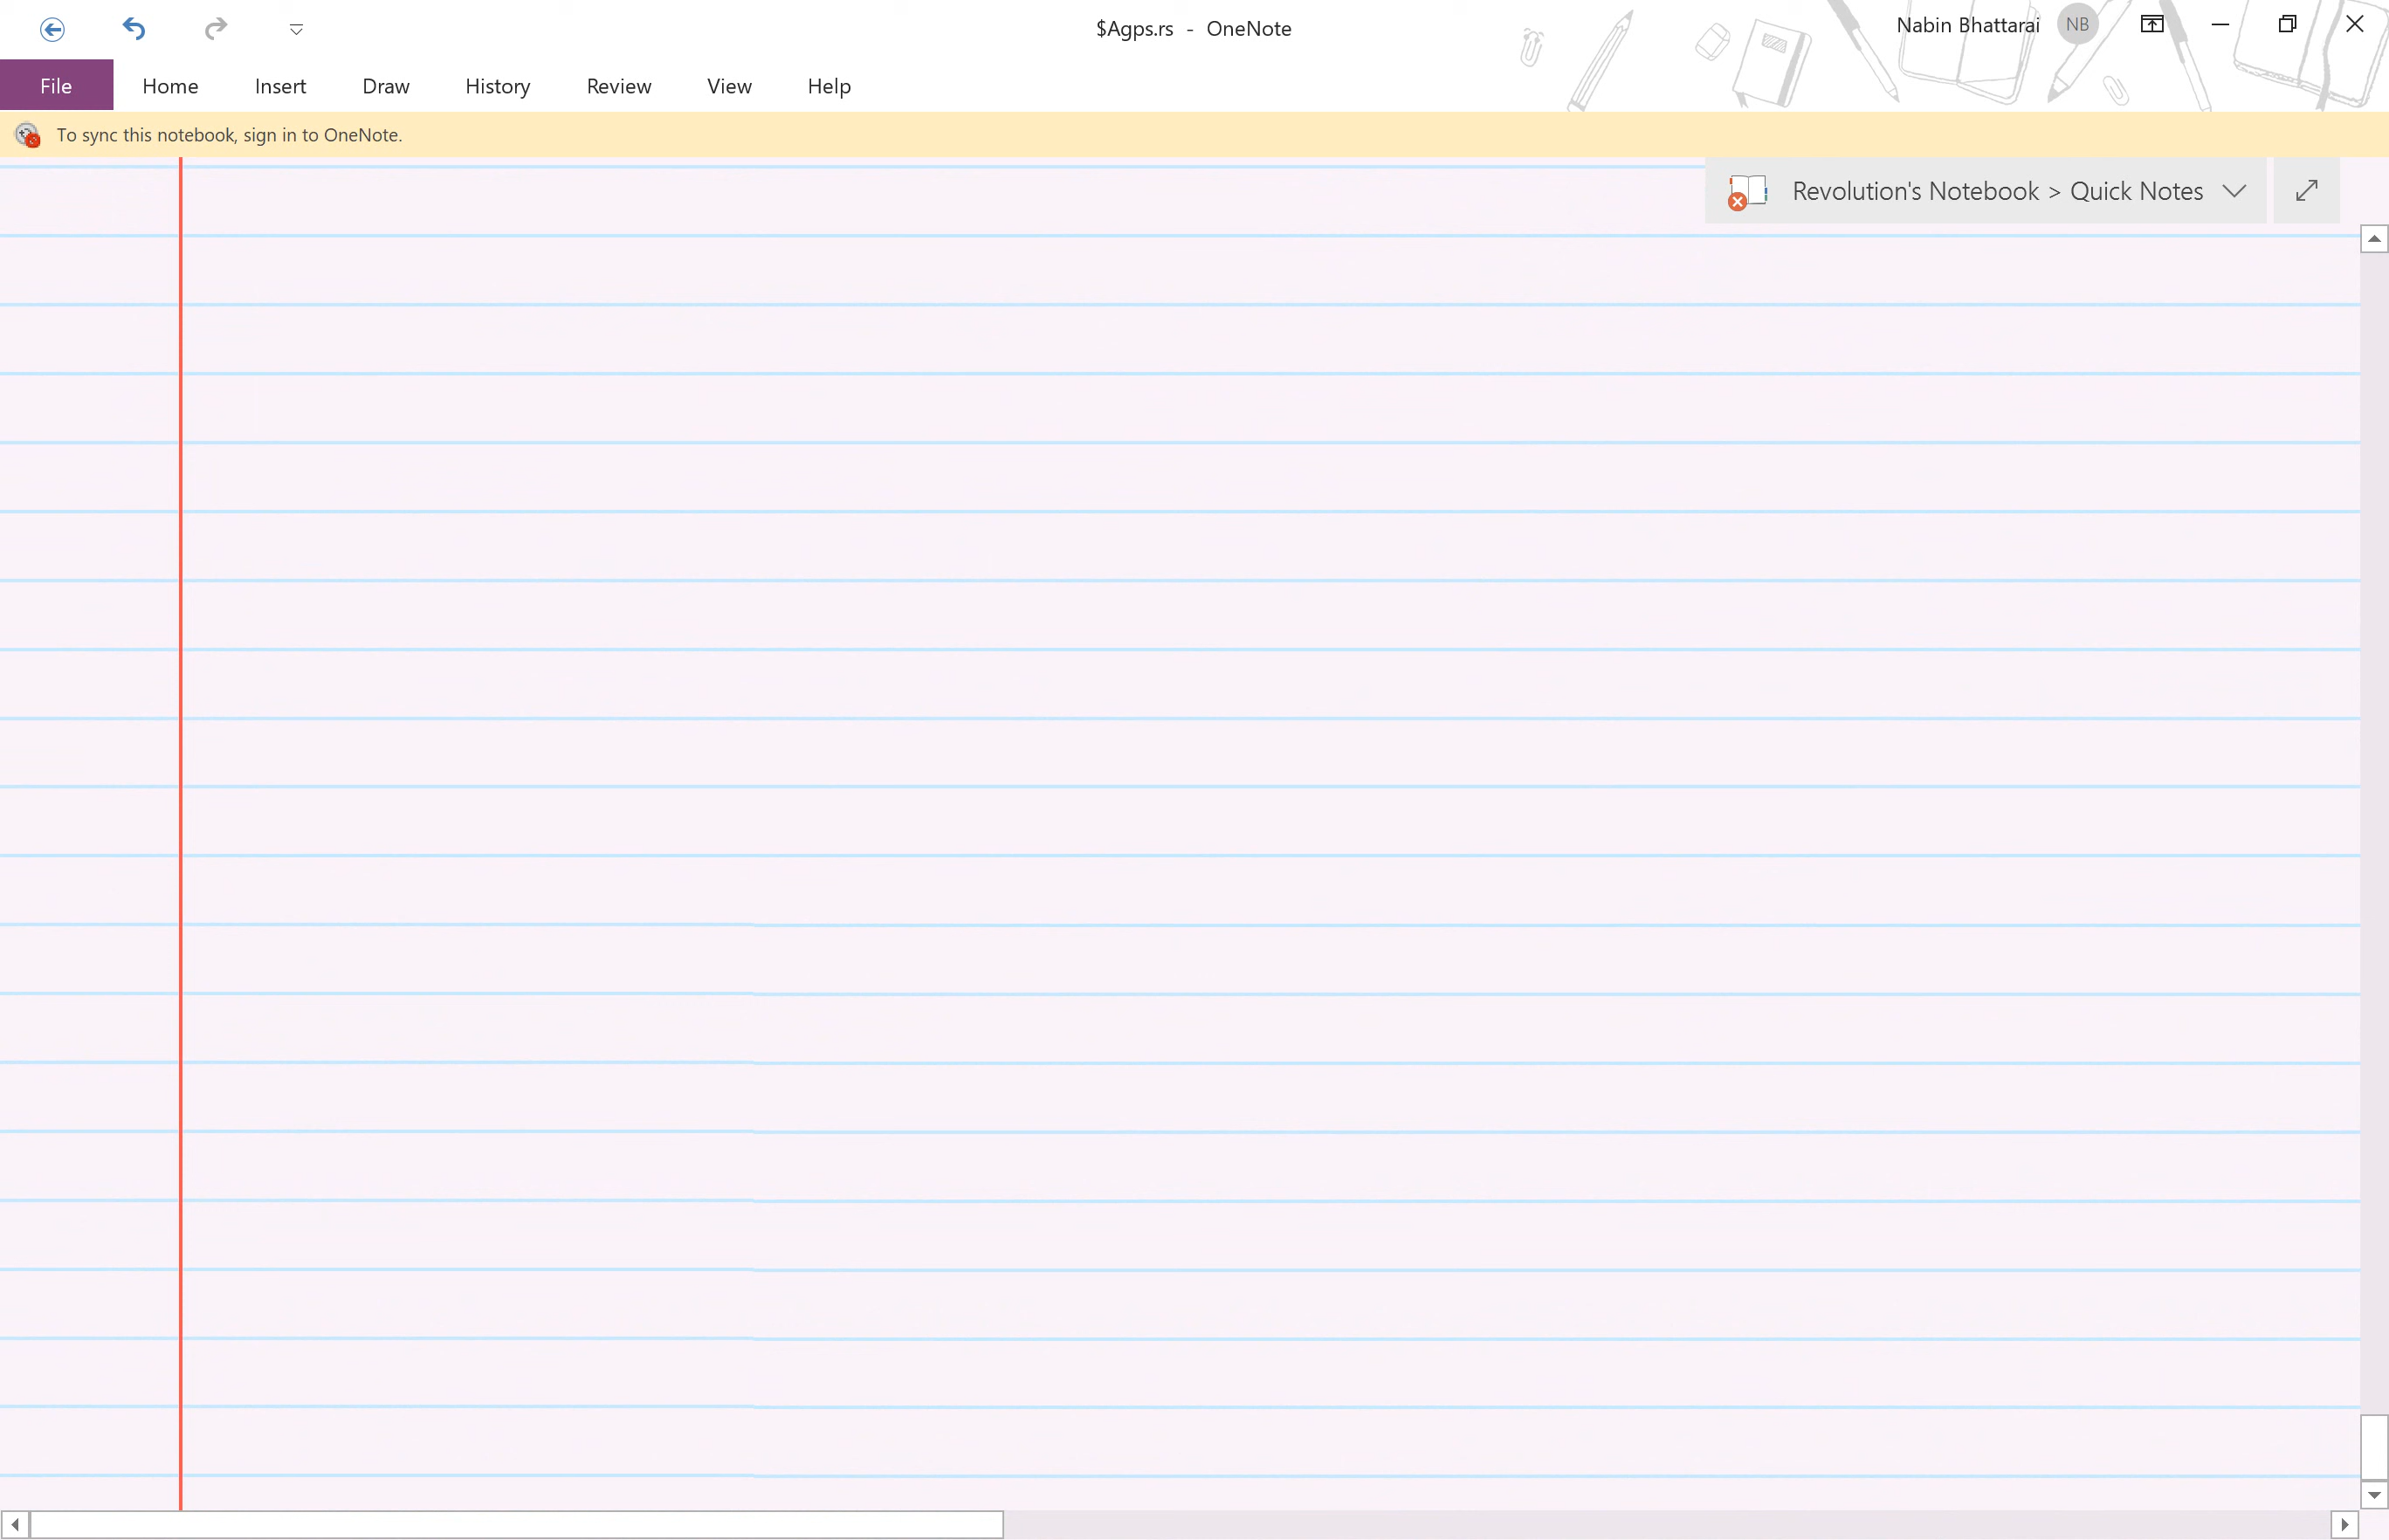 $Agps.rs - OneNote
Nabin Bhattarai NB
File Home Insert Draw History Review View Help
To sync this notebook, sign in to OneNote.
Revolution's Notebook > Quick Notes